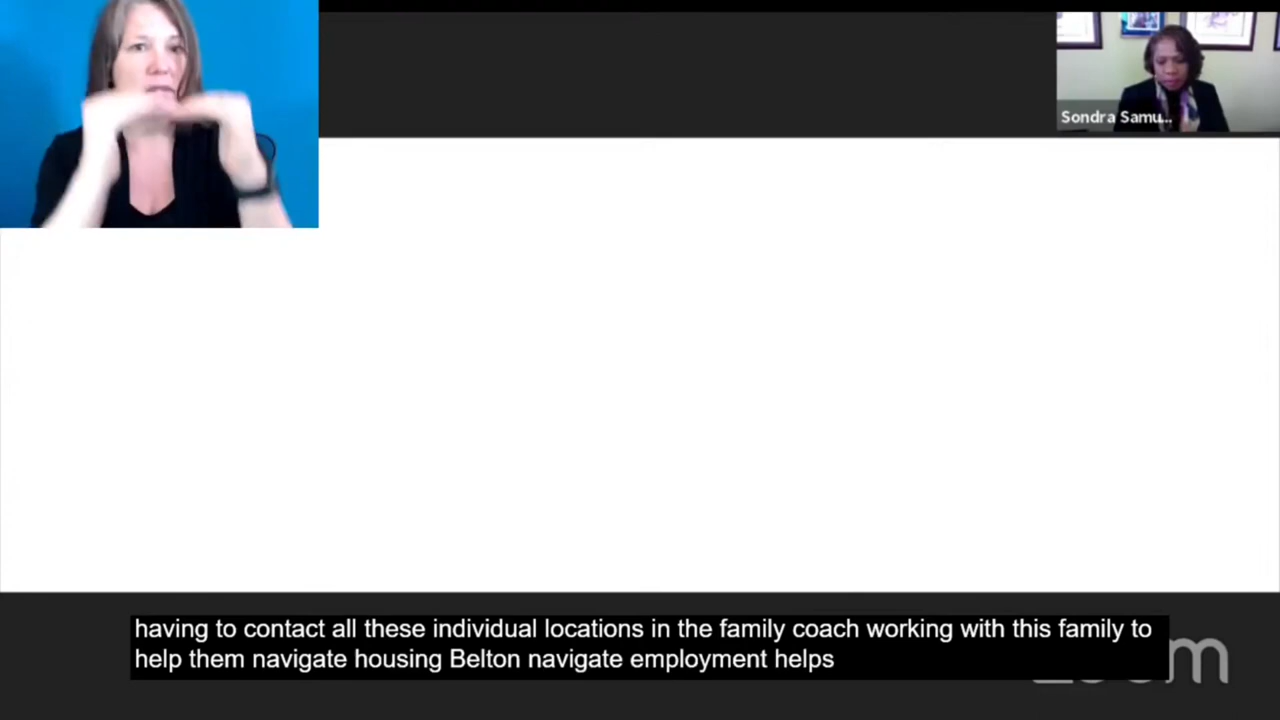 Sondra Samu...
having to contact all these individual locations in the family coach working with this family to
help them navigate housing Belton navigate employment helps